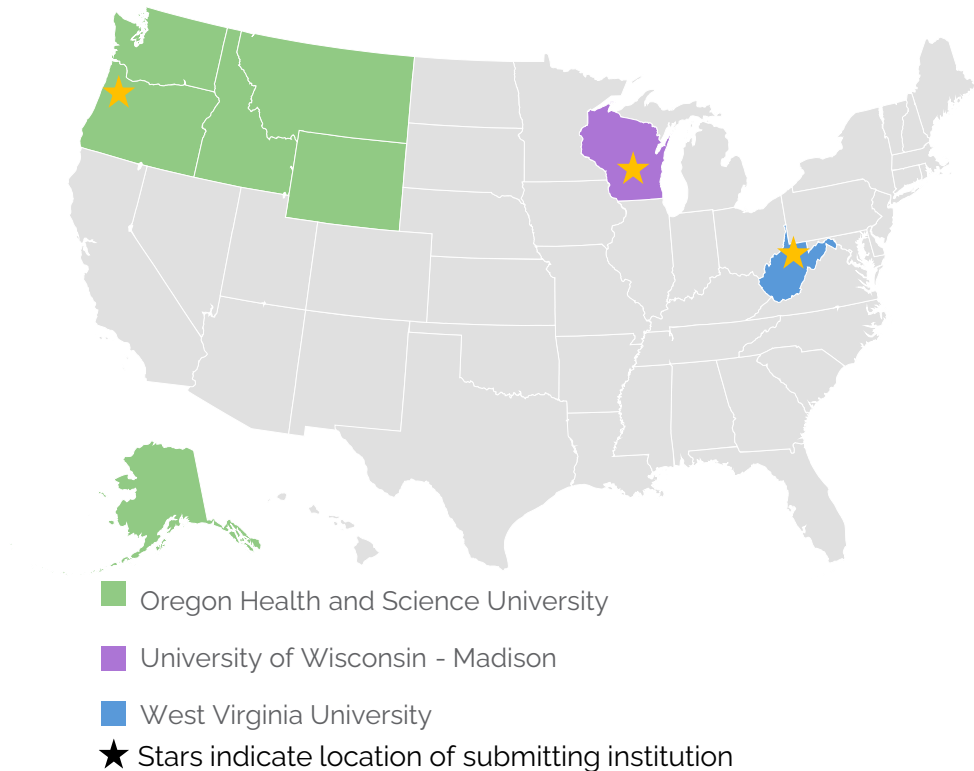 Oregon Health and Science University
University of Wisconsin - Madison
West Virginia University
Stars indicate location of submitting institution